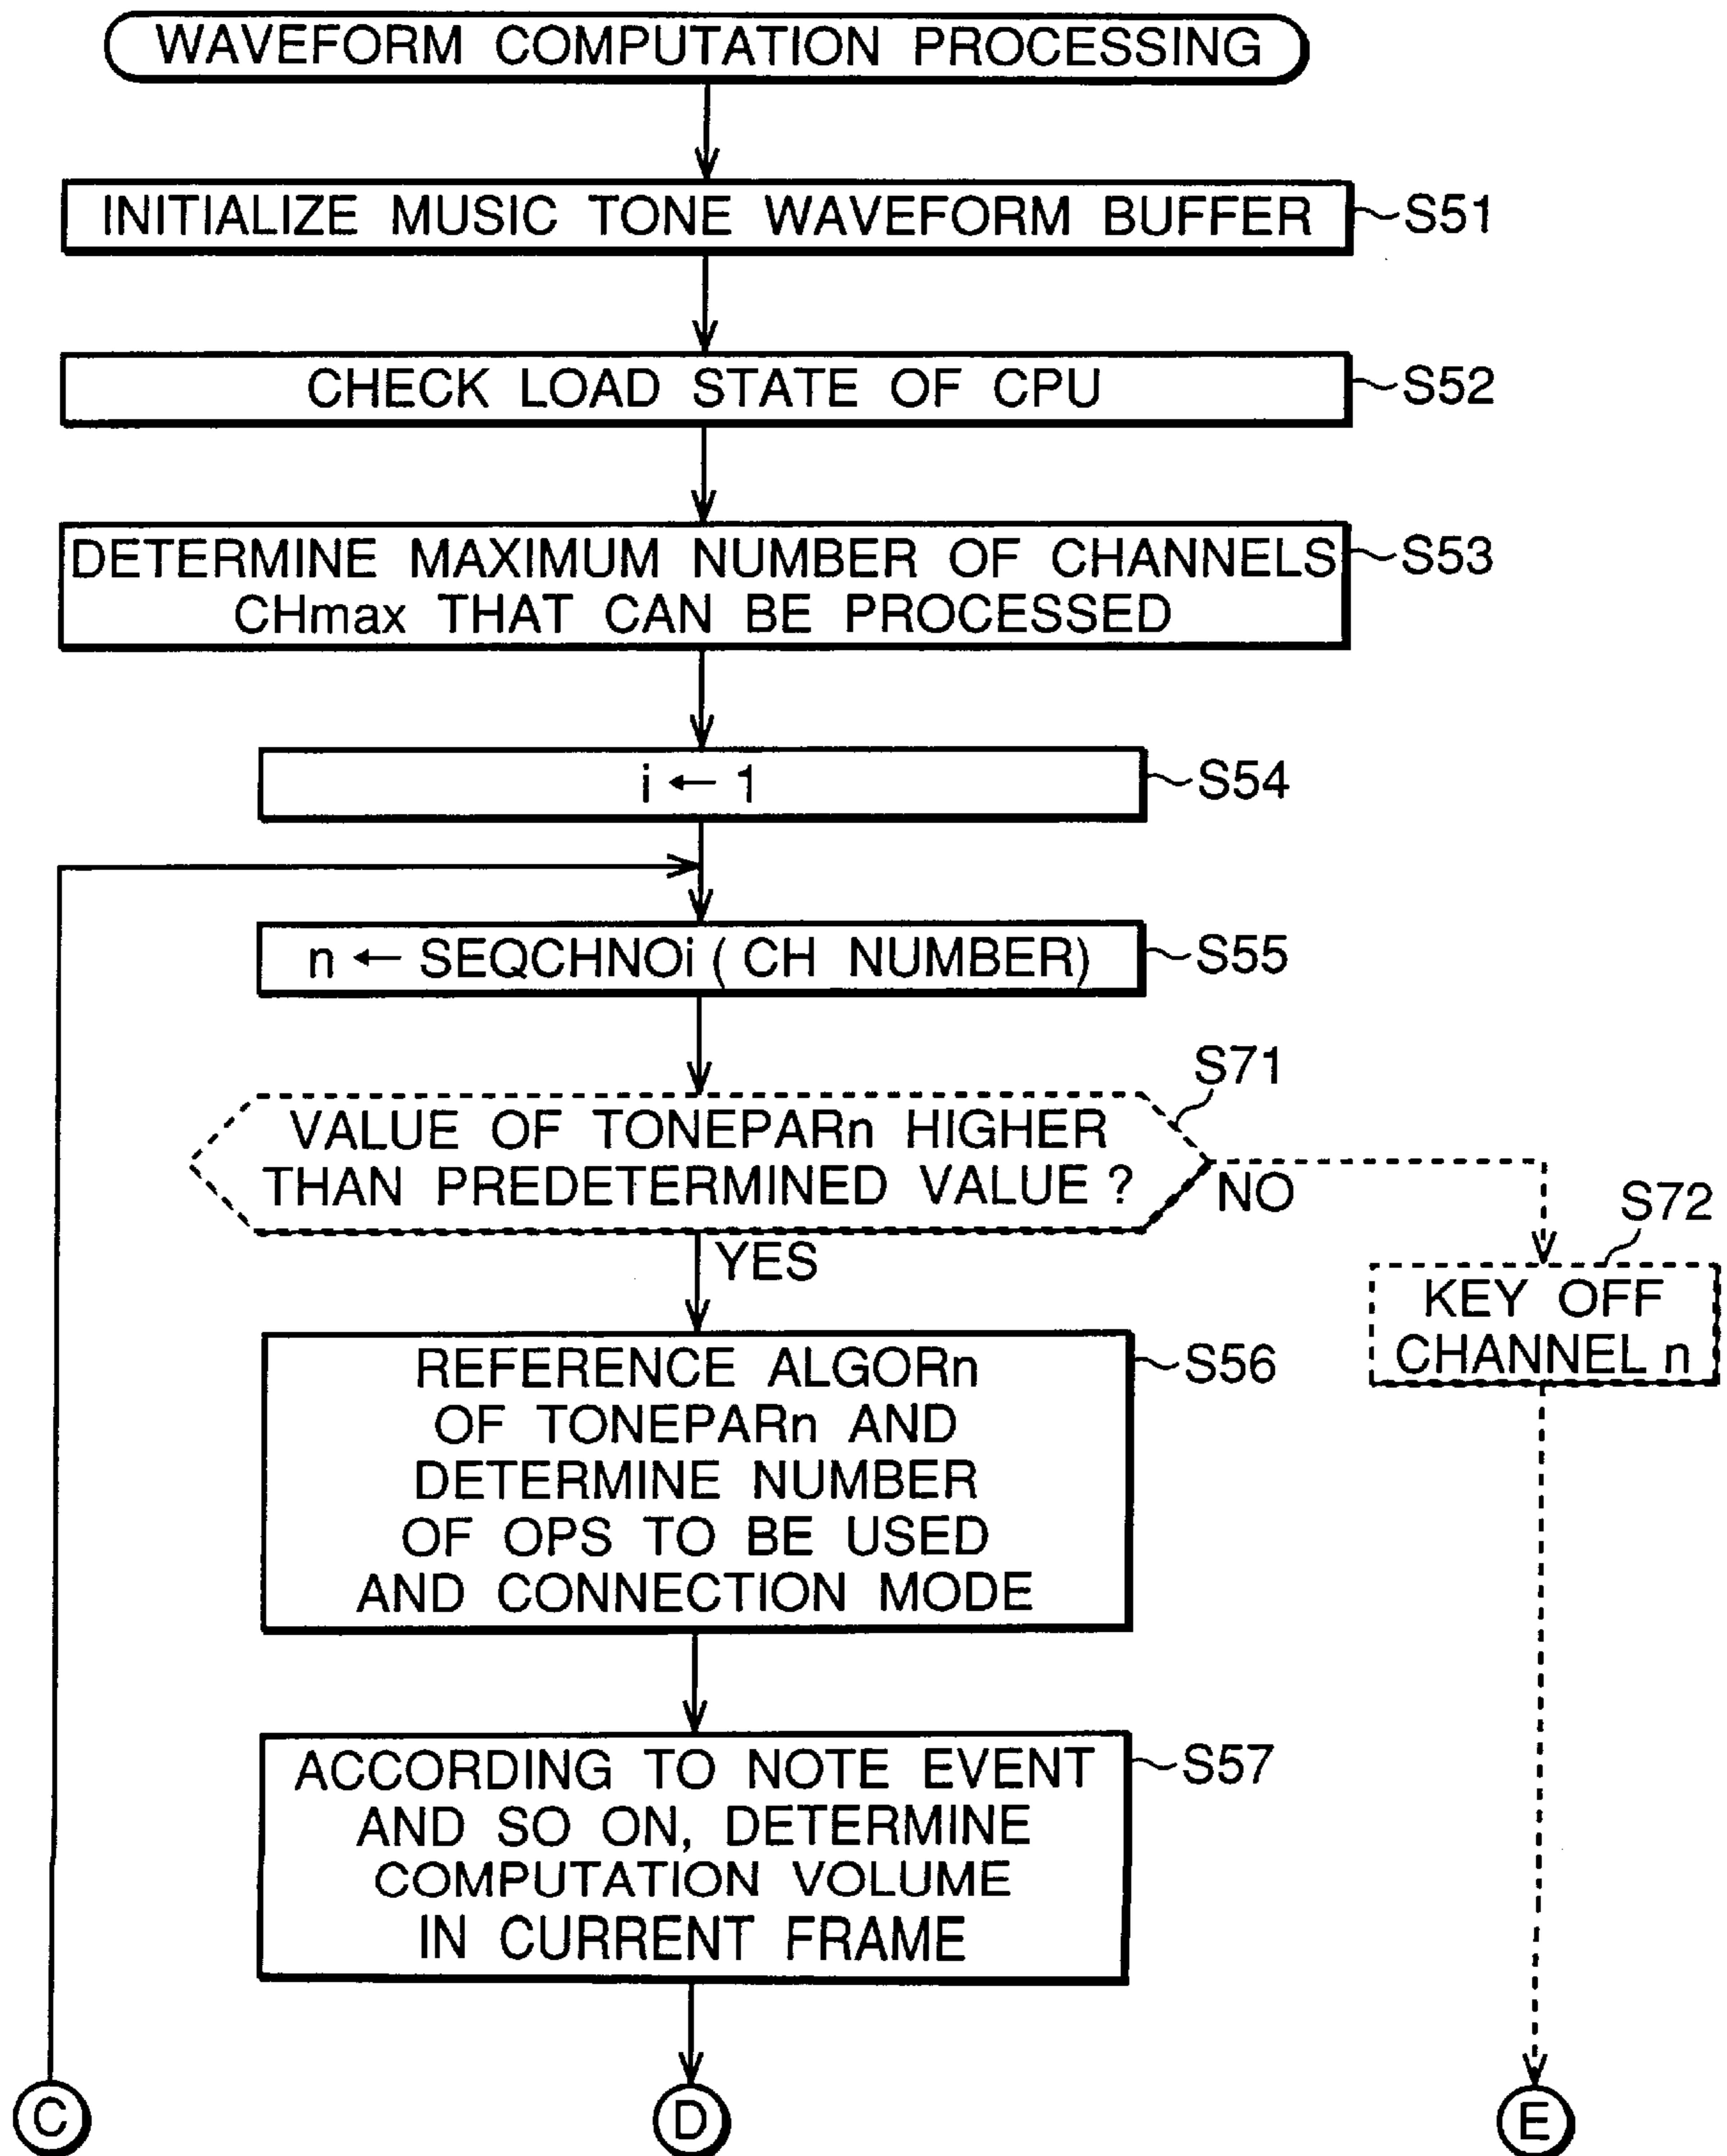 WAVEFORM COMPUTATION PROCESSING
INITIALIZE MUSIC TONE WAVEFORM BUFFER
S51
CHECK LOAD STATE OF CPU
S52
DETERMINE MAXIMUM NUMBER OF CHANNELS
CHmax THAT CAN BE PROCESSED
S53
i ← 1
S54
n ← SEQCHNOi ( CH NUMBER)
S55
S71
VALUE OF TONEPARn HIGHER
THAN PREDETERMINED VALUE ?
NO
YES
S72
KEY OFF
CHANNEL n
REFERENCE ALGORn
OF TONEPARn AND
DETERMINE NUMBER
OF OPS TO BE USED
AND CONNECTION MODE
S56
ACCORDING TO NOTE EVENT
AND SO ON, DETERMINE
COMPUTATION VOLUME
IN CURRENT FRAME
S57
C
D
E